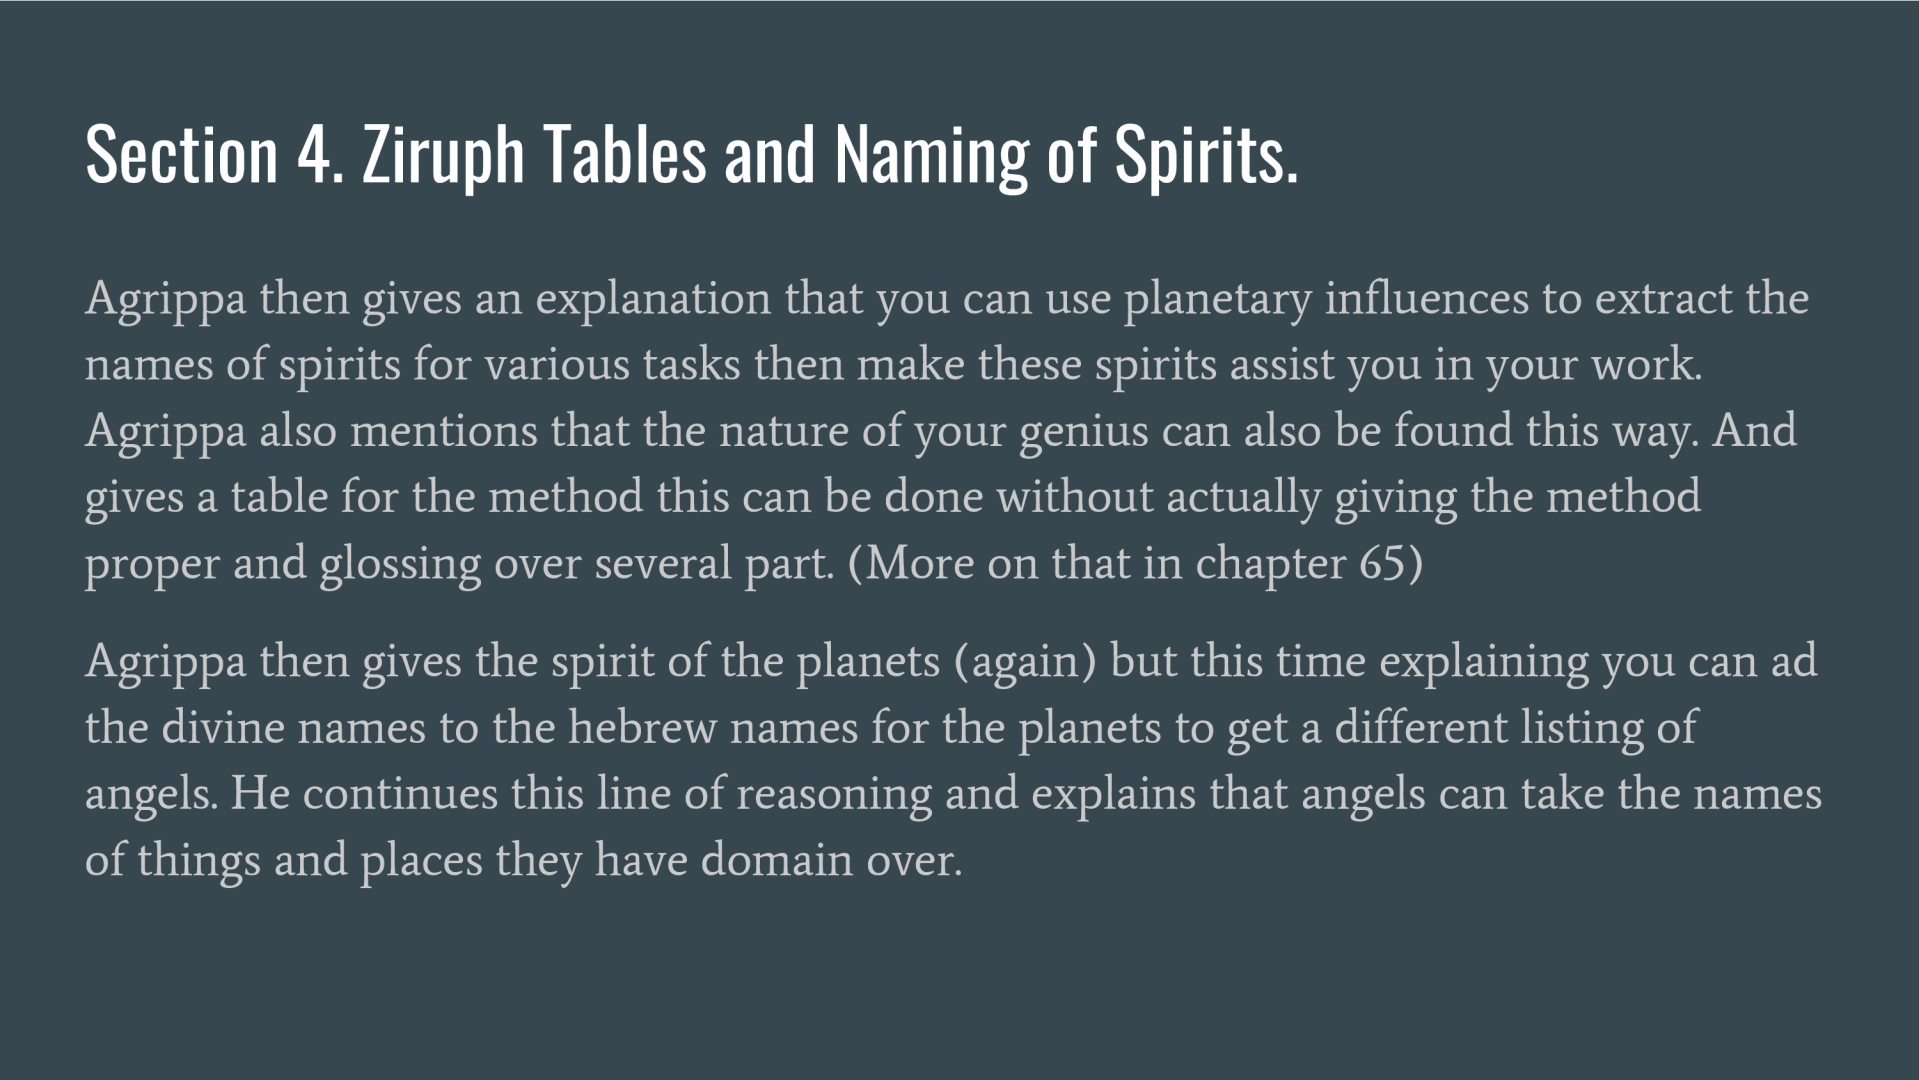 Section 4. Ziruph Tables and Naming of Spirits.
Agrippa then gives an explanation that you can use planetary influences to extract the
names of spirits for various tasks then make these spirits assist you in your work.
Agrippa also mentions that the nature of your genius can also be found this way. And
gives a table for the method this can be done without actually giving the method
proper and glossing over several part. (More on that in chapter 65)
Agrippa then gives the spirit of the planets (again) but this time explaining you can ad
the divine names to the hebrew names for the planets to get a different listing of
angels. He continues this line of reasoning and explains that angels can take the names
of things and places they have domain over.